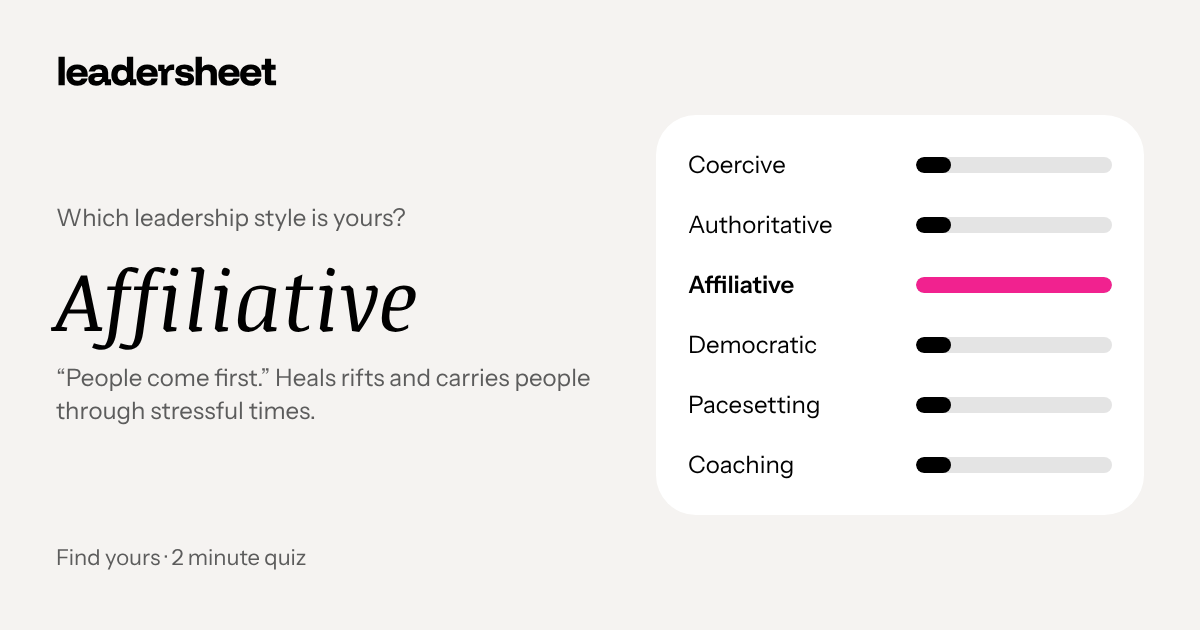 leadersheet
Which leadership style is yours?
Affiliative
“People come first.” Heals rifts and carries people
through stressful times.
Find yours · 2 minute quiz
Coercive
Authoritative
Affiliative
Democratic
Pacesetting
Coaching